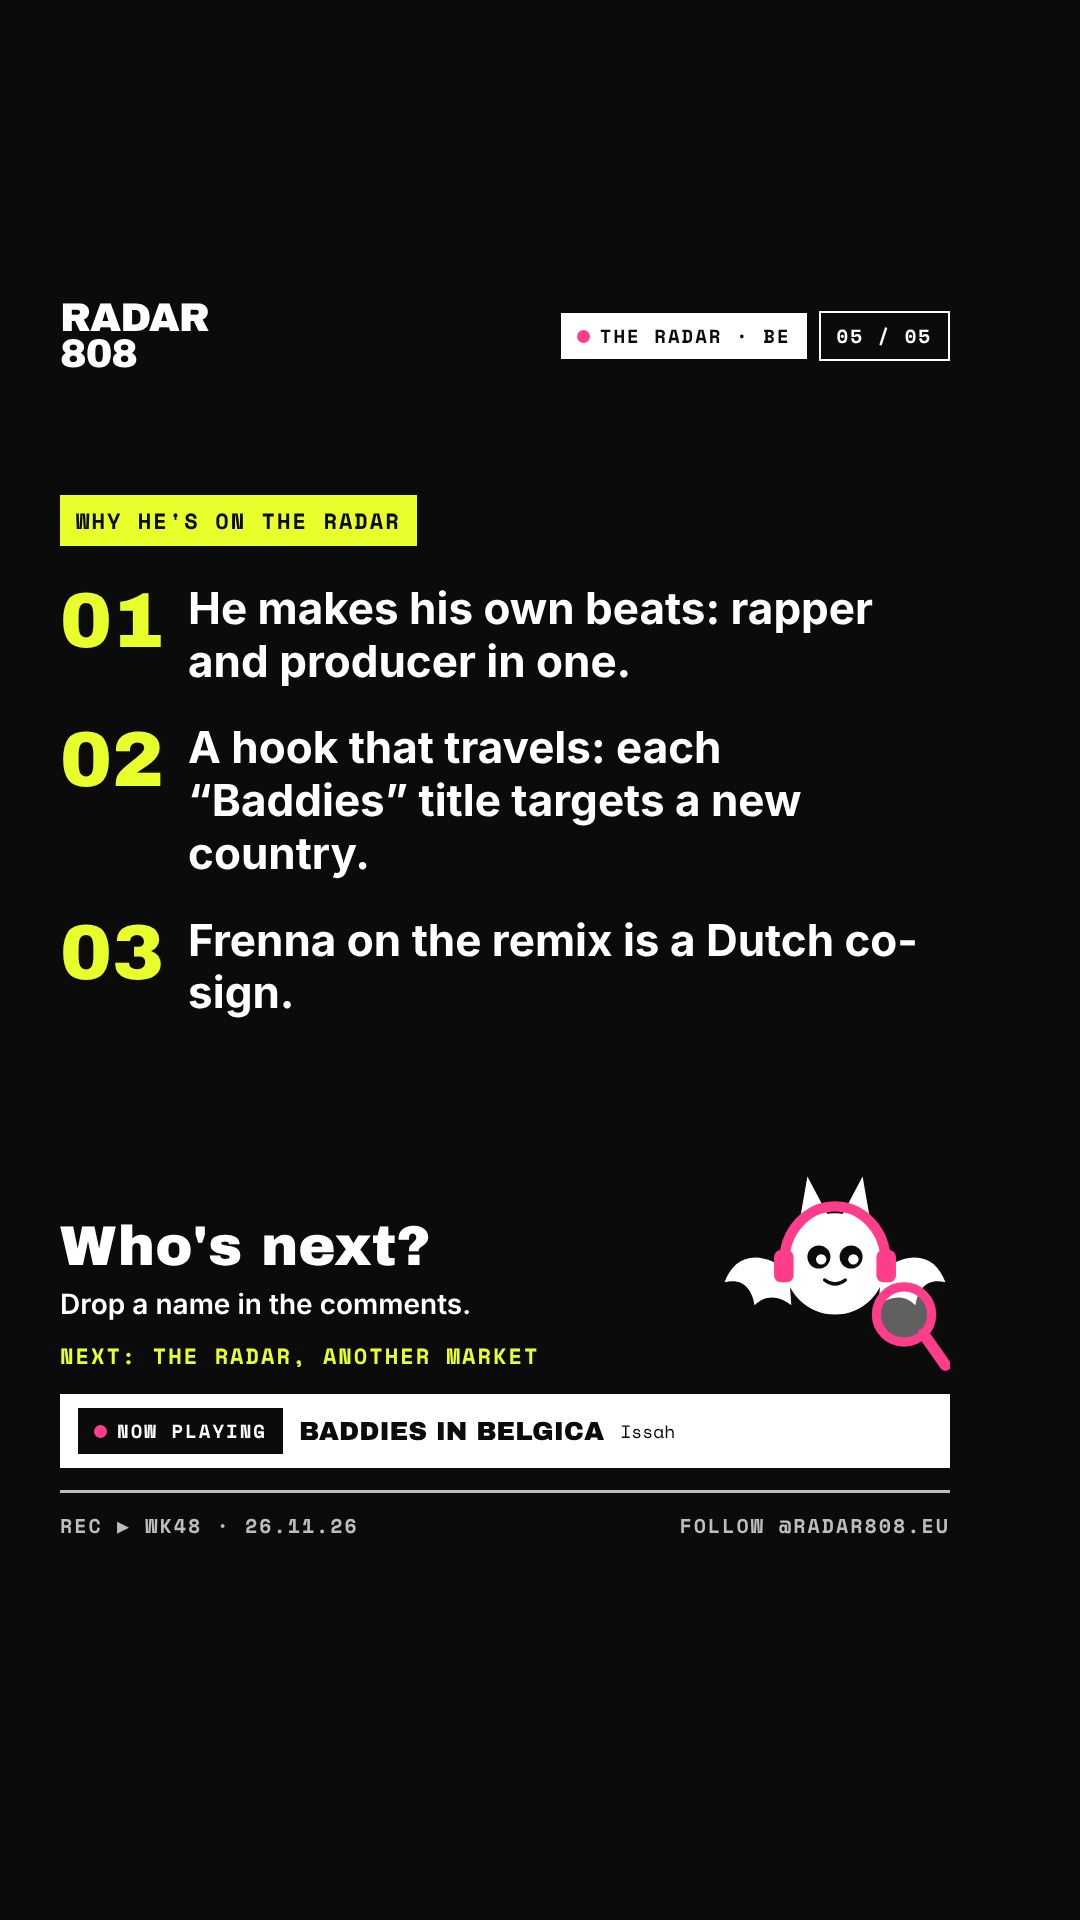 RADAR
808
THE RADAR · BE
05 / 05
WHY HE'S ON THE RADAR
01 He makes his own beats: rapper
and producer in one.
02 A hook that travels: each
“Baddies” title targets a new
country.
03 Frenna on the remix is a Dutch co-
sign.
Who's next?
Drop a name in the comments.
NEXT: THE RADAR, ANOTHER MARKET
NOW PLAYING BADDIES IN BELGICA Issah
REC ▶ WK48 · 26.11.26
FOLLOW @RADAR808.EU